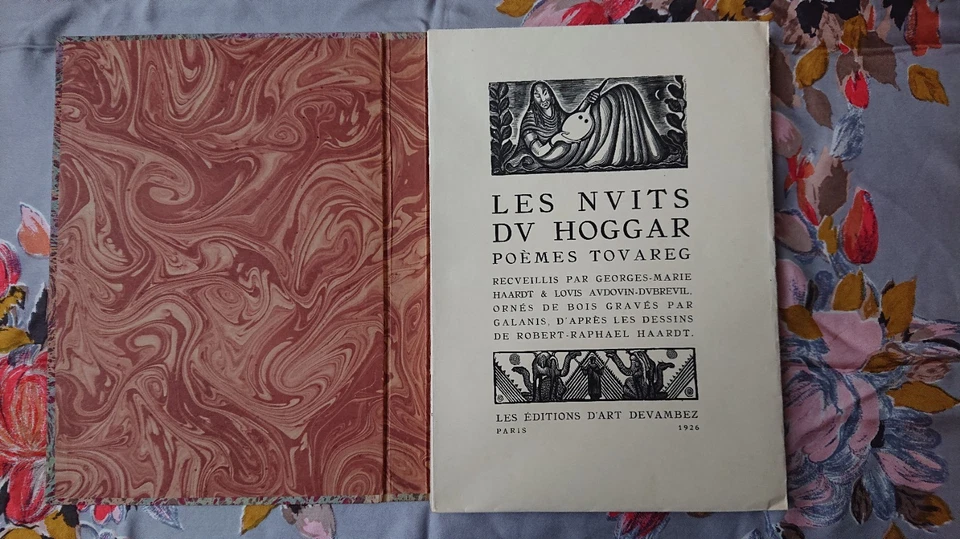 LES NVITS
DV HOGGAR
POÈMES TOVAREG
RECVEILLIS PAR GEORGES-MARIE
HAARDT & LOVIS AVDOVIN-DVBREVIL,
ORNÉS DE BOIS GRAVÉS PAR
GALANIS, D'APRÈS LES DESSINS
DE ROBERT-RAPHAEL HAARDT.
LES ÉDITIONS D'ART DEVAMBEZ
PARIS 1926